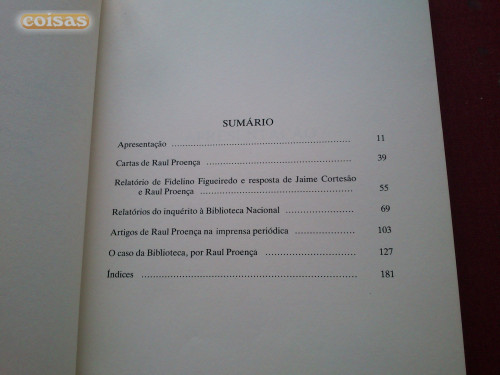 coisas
SUMÁRIO
Apresentação ........................................ 11
Cartas de Raul Proença ........................................ 39
Relatório de Fidelino Figueiredo e resposta de Jaime Cortesão
e Raul Proença ........................................ 55
Relatórios do inquérito à Biblioteca Nacional ........................................ 69
Artigos de Raul Proença na imprensa periódica ........................................ 103
O caso da Biblioteca, por Raul Proença ........................................ 127
Índices ........................................ 181